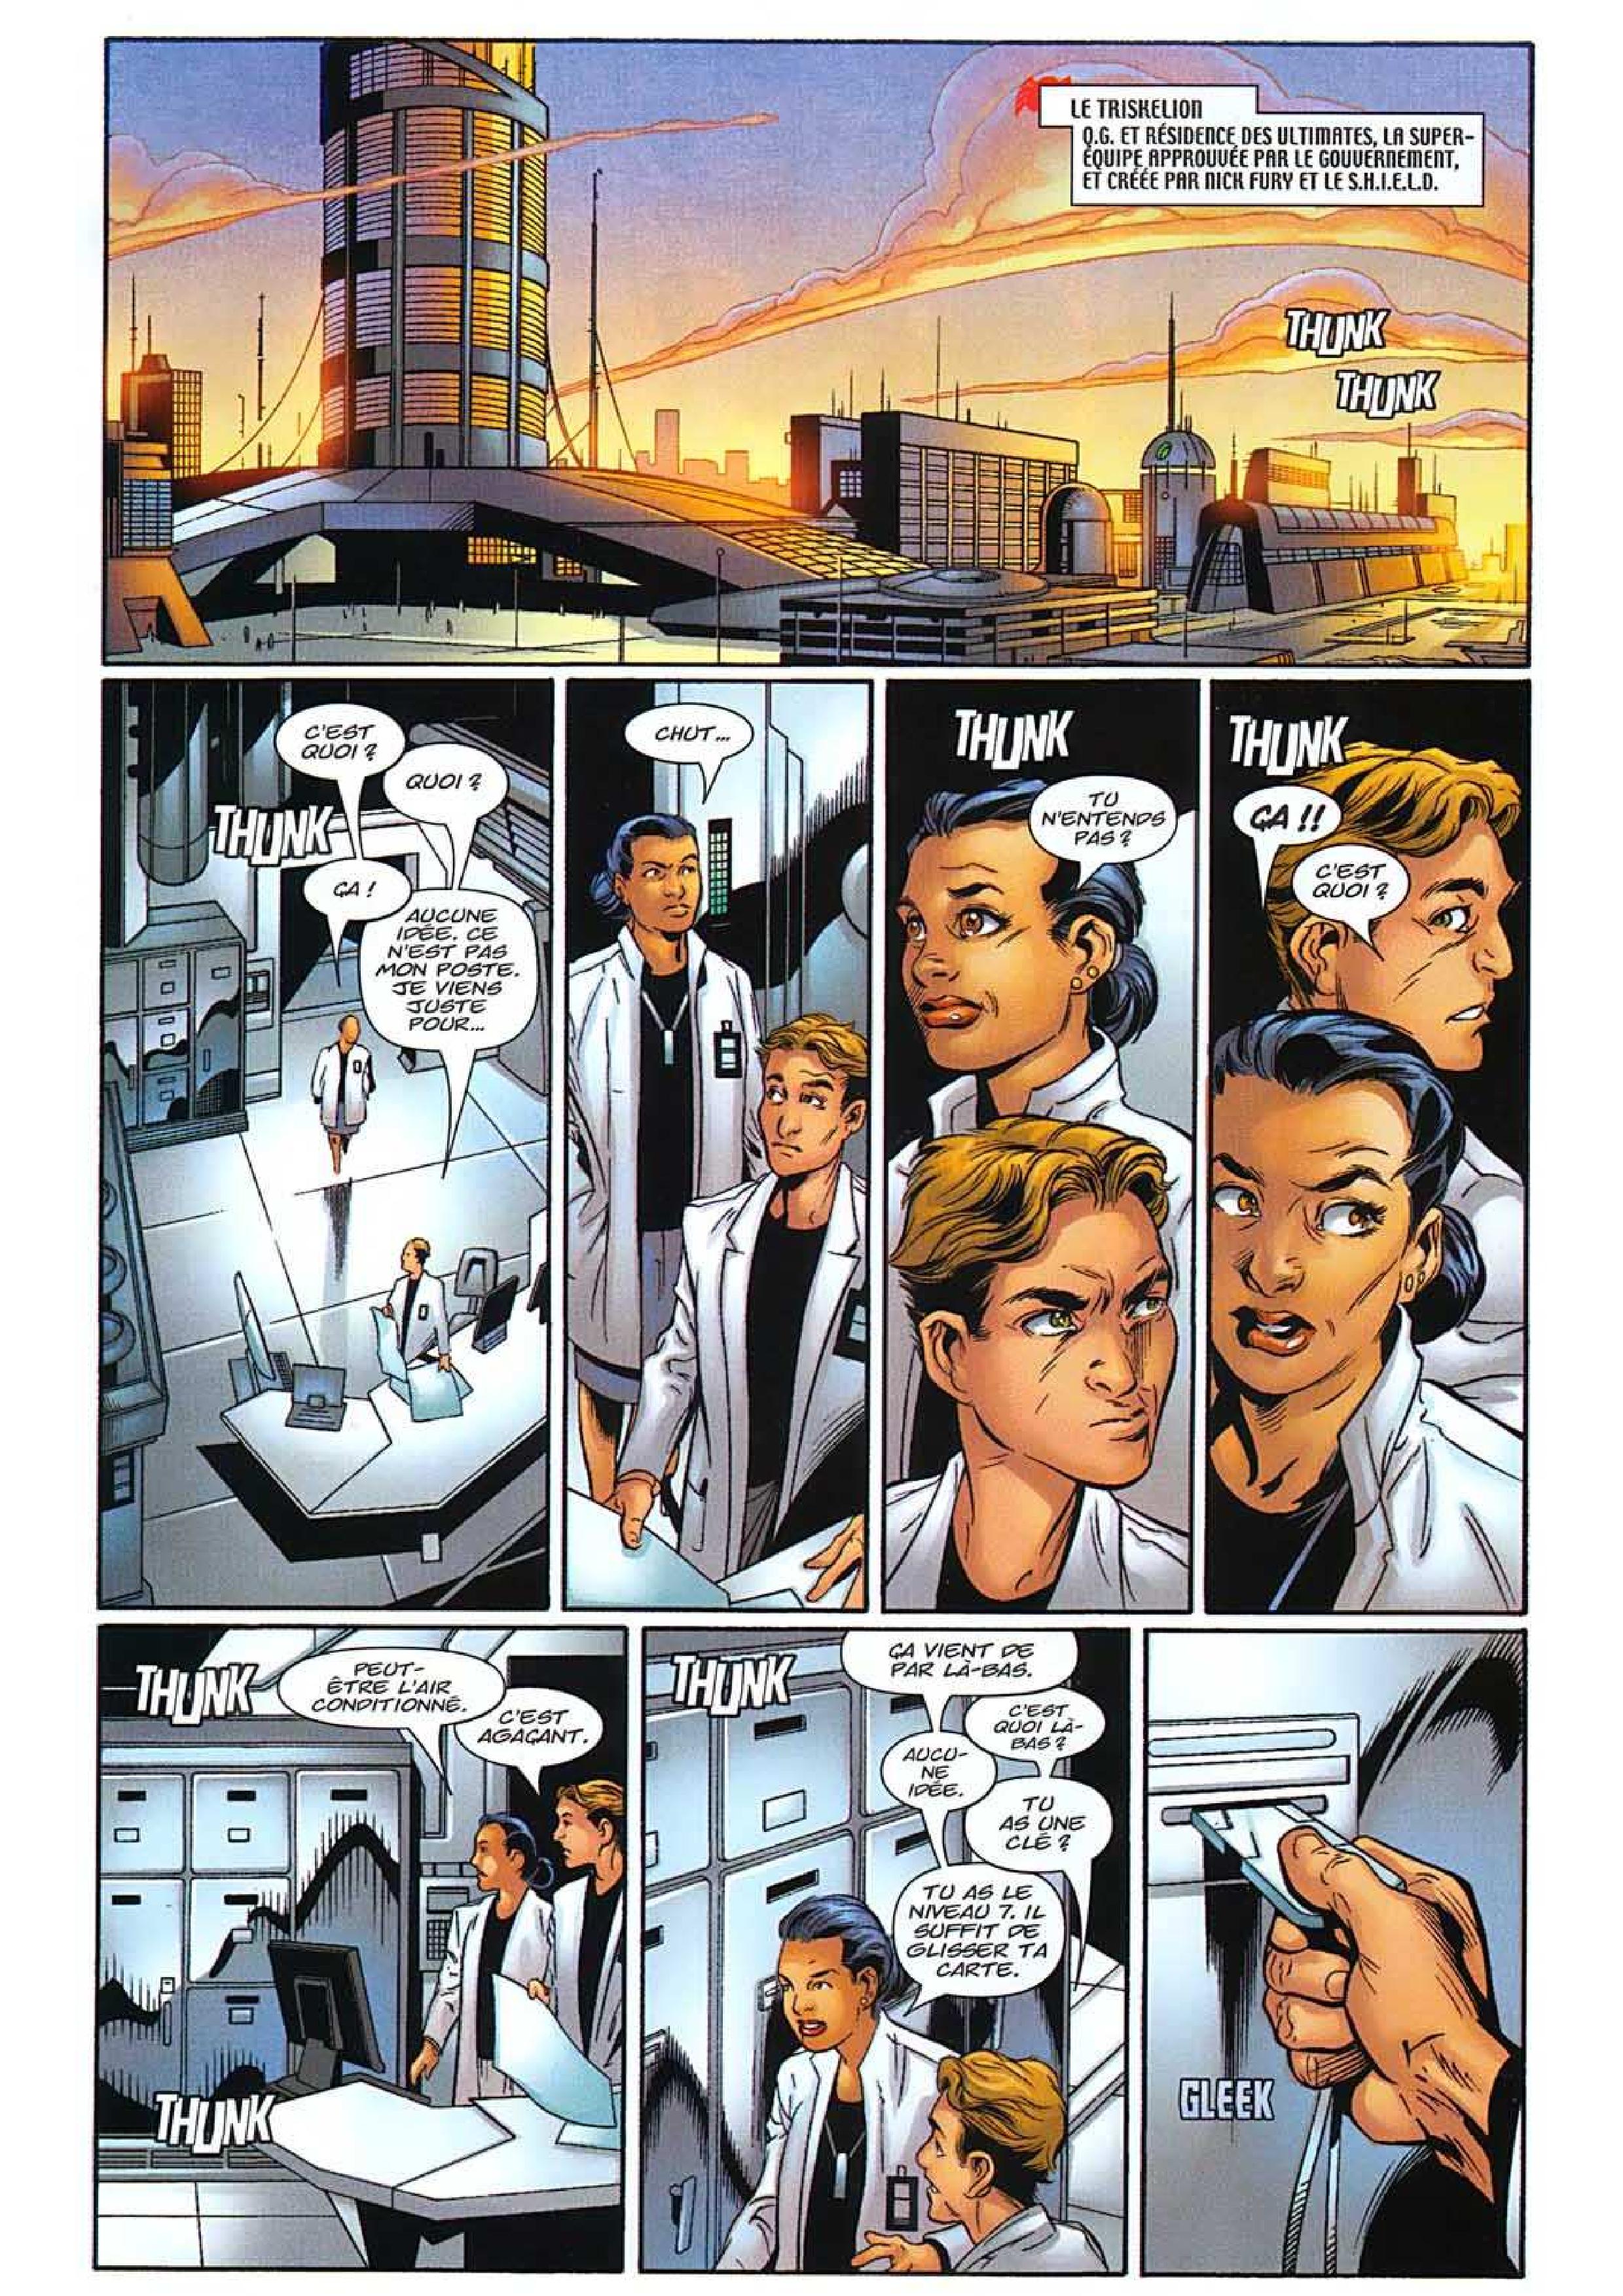 LE TRISKELION
Q.G. ET RÉSIDENCE DES ULTIMATES, LA SUPER-
ÉQUIPE APPROUVÉE PAR LE GOUVERNEMENT,
ET CRÉÉE PAR NICK FURY ET LE S.H.I.E.L.D.
THUNK
THUNK
C'EST
QUOI ?
QUOI ?
THUNK
ÇA !
AUCUNE
IDÉE. CE
N'EST PAS
MON POSTE.
JE VIENS
JUSTE
POUR...
CHUT...
THUNK
TU
N'ENTENDS
PAS ?
THUNK
ÇA !!
C'EST
QUOI ?
THUNK
PEUT-
ÊTRE L'AIR
CONDITIONNÉ.
C'EST
AGAÇANT.
THUNK
THUNK
ÇA VIENT DE
PAR LÀ-BAS.
C'EST
QUOI LÀ-
BAS ?
AUCU-
NE
IDÉE.
TU
AS UNE
CLÉ ?
TU AS LE
NIVEAU 7. IL
SUFFIT DE
GLISSER TA
CARTE.
GLEEK